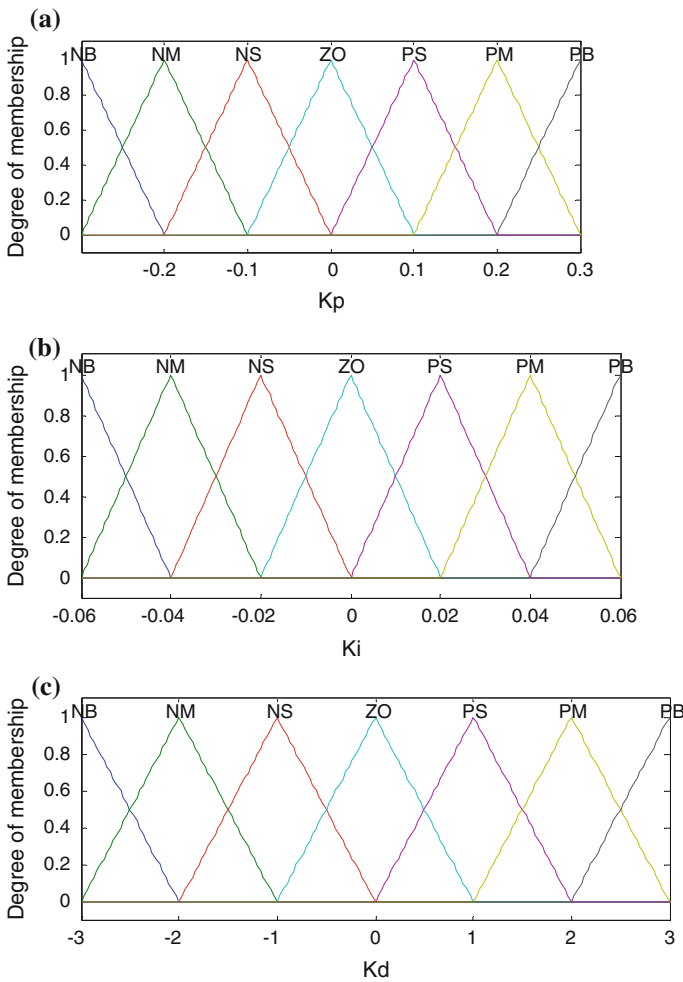 (a)
NB NM NS ZO PS PM PB
1
0.8
0.6
0.4
0.2
0
Degree of membership
-0.2 -0.1 0 0.1 0.2 0.3
Kp
(b)
NB NM NS ZO PS PM PB
1
0.8
0.6
0.4
0.2
0
Degree of membership
-0.06 -0.04 -0.02 0 0.02 0.04 0.06
Ki
(c)
NB NM NS ZO PS PM PB
1
0.8
0.6
0.4
0.2
0
Degree of membership
-3 -2 -1 0 1 2 3
Kd